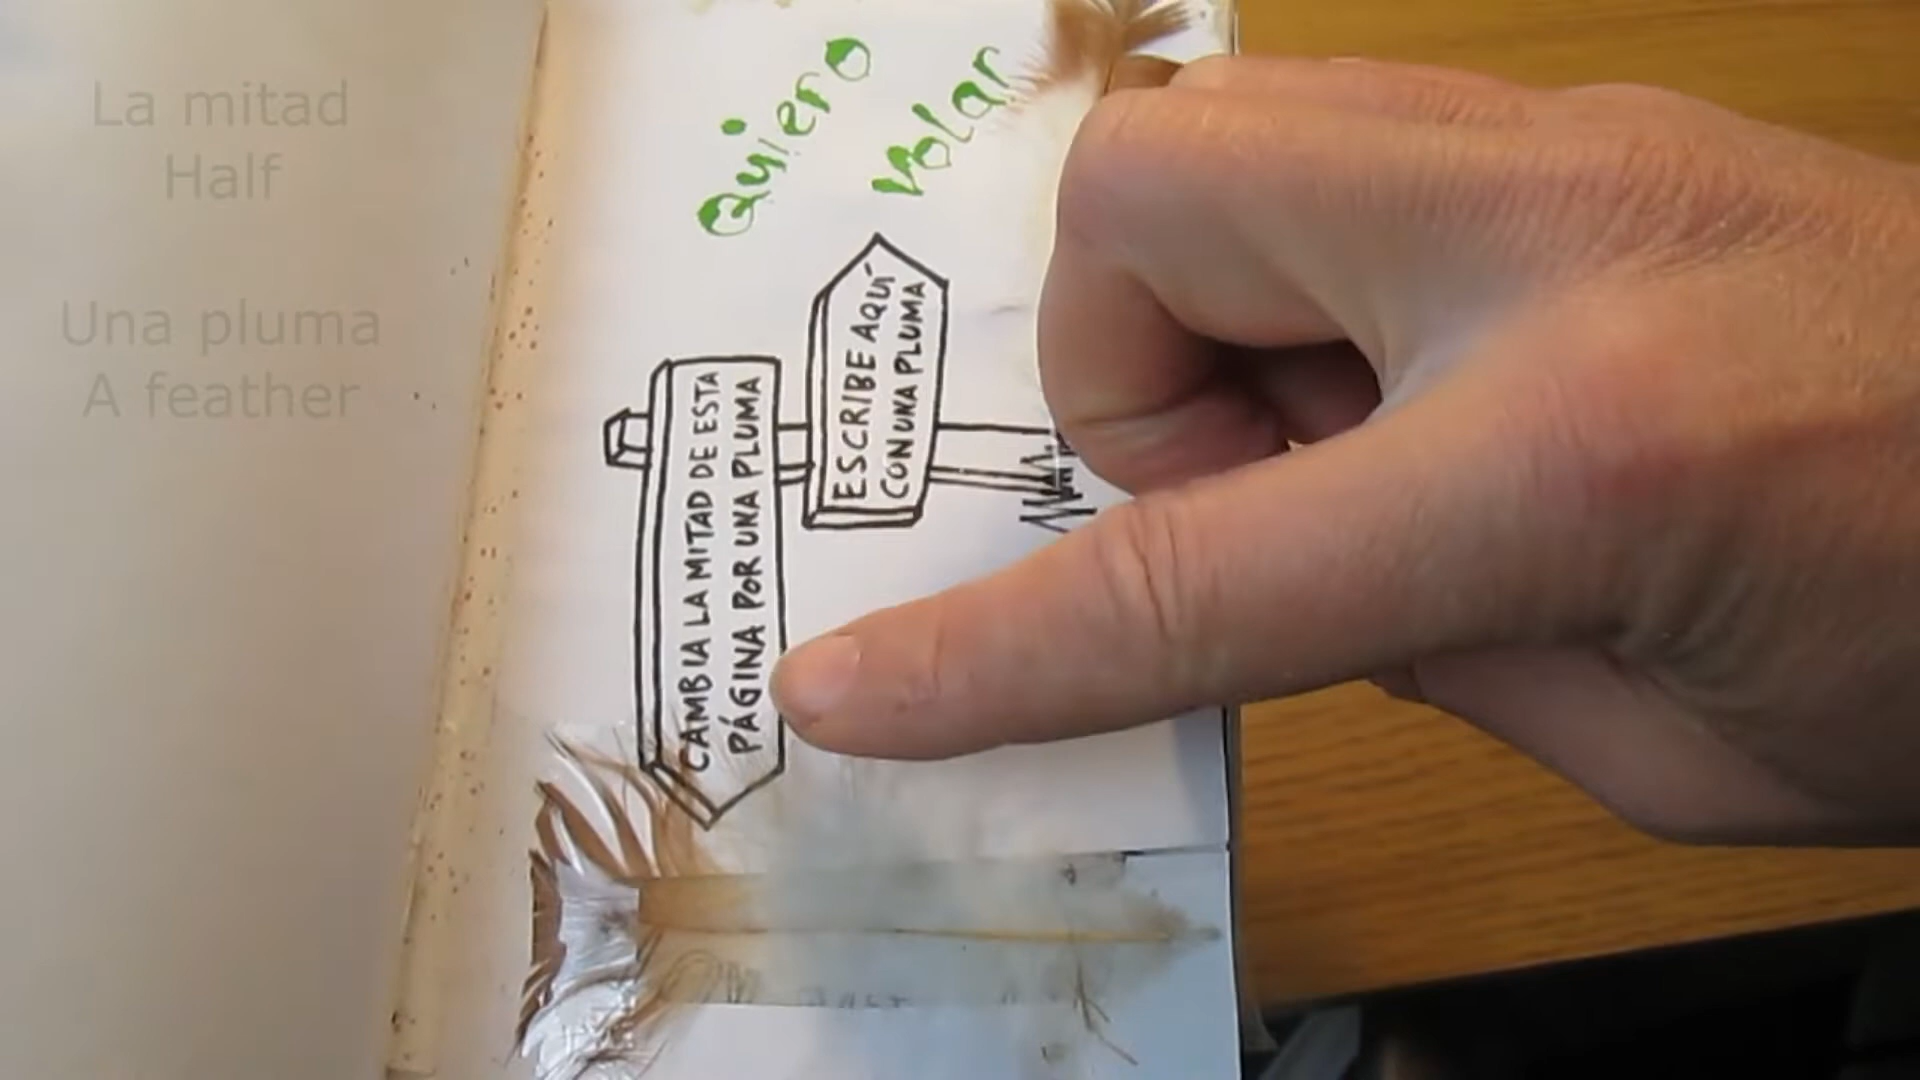 La mitad
Half
Una pluma
A feather
Quiero
Volar
CAMBIA LA MITAD DE ESTA
PÁGINA POR UNA PLUMA
ESCRIBE AQUÍ
CON UNA PLUMA